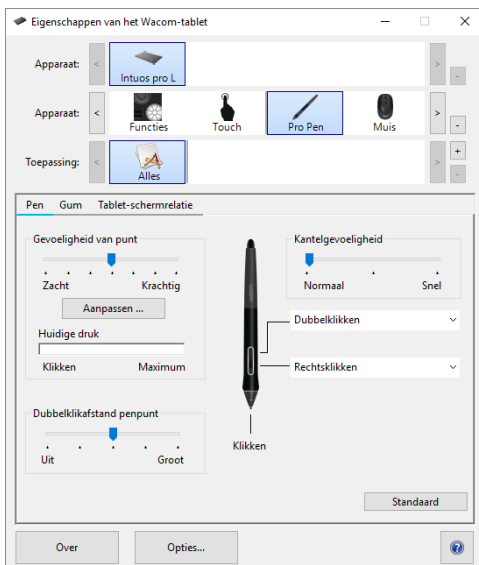 Eigenschappen van het Wacom-tablet
Apparaat:
Intuos pro L
Apparaat:
Functies Touch Pro Pen Muis
Toepassing:
Alles
Pen Gum Tablet-schermrelatie
Gevoeligheid van punt
Zacht Krachtig
Aanpassen ...
Huidige druk
Klikken Maximum
Dubbelklikafstand penpunt
Uit Groot
Kantelgevoeligheid
Normaal Snel
Dubbelklikken
Rechtsklikken
Klikken
Standaard
Over Opties...